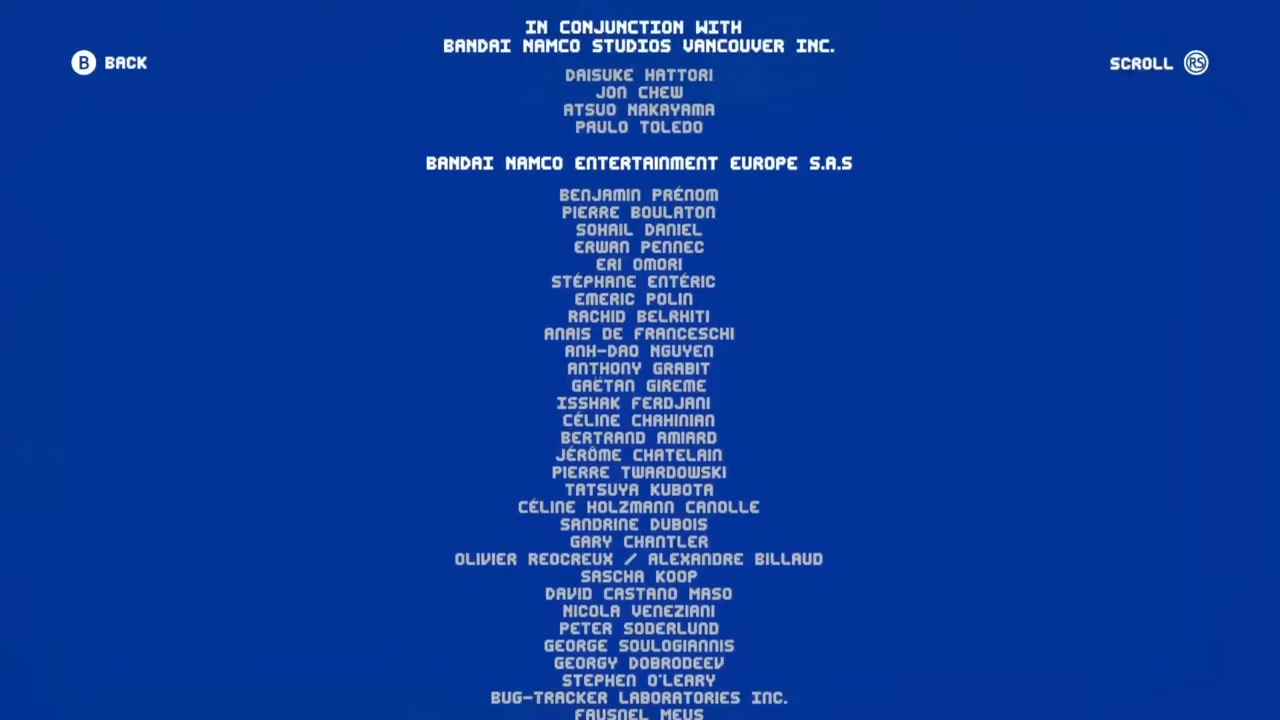 IN CONJUNCTION WITH
BANDAI NAMCO STUDIOS VANCOUVER INC.
B BACK
SCROLL RS
DAISUKE HATTORI
JON CHEW
ATSUO NAKAYAMA
PAULO TOLEDO
BANDAI NAMCO ENTERTAINMENT EUROPE S.A.S
BENJAMIN PRÉNOM
PIERRE BOULATON
SOHAIL DANIEL
ERWAN PENNEC
ERI OMORI
STÉPHANE ENTÉRIC
EMERIC POLIN
RACHID BELRHITI
ANAIS DE FRANCESCHI
ANH-DAO NGUYEN
ANTHONY GRABIT
GAËTAN GIREME
ISSHAK FERDJANI
CÉLINE CHAHINIAN
BERTRAND AMIARD
JÉRÔME CHATELAIN
PIERRE TWARDOWSKI
TATSUYA KUBOTA
CÉLINE HOLZMANN CANOLLE
SANDRINE DUBOIS
GARY CHANTLER
OLIVIER REOCREUX / ALEXANDRE BILLAUD
SASCHA KOOP
DAVID CASTANO MASO
NICOLA VENEZIANI
PETER SODERLUND
GEORGE SOULOGIANNIS
GEORGY DOBRODEEV
STEPHEN O'LEARY
BUG-TRACKER LABORATORIES INC.
FAUSNEL MEUS